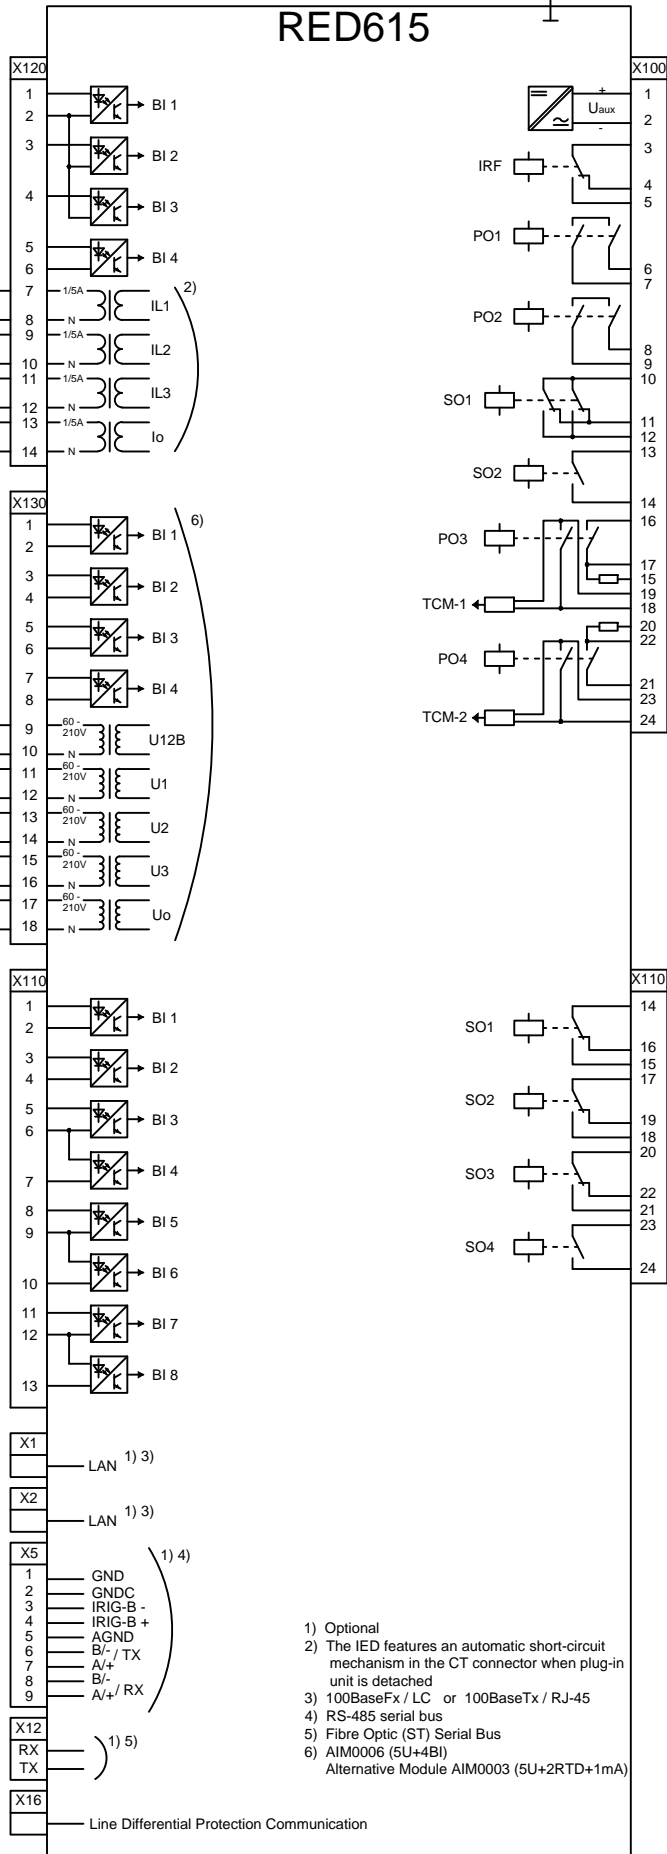 RED615
X120
1
2
BI 1
3
BI 2
4
BI 3
5
6
BI 4
7
1/5A
2)
IL1
8
N
9
1/5A
IL2
10
N
11
1/5A
IL3
12
N
13
1/5A
Io
14
N
X130
1
2
BI 1
6)
3
4
BI 2
5
6
BI 3
7
8
BI 4
9
60 -
210V
U12B
10
N
11
60 -
210V
U1
12
N
13
60 -
210V
U2
14
N
15
60 -
210V
U3
16
N
17
60 -
210V
Uo
18
N
X110
1
2
BI 1
3
4
BI 2
5
BI 3
6
BI 4
7
8
BI 5
9
BI 6
10
11
BI 7
12
BI 8
13
X1
LAN 1) 3)
X2
LAN 1) 3)
X5
1) 4)
1 GND
2 GNDC
3 IRIG-B -
4 IRIG-B +
5 AGND
6 B/- / TX
7 A/+
8 B/- / RX
9 A/+
X12
RX
TX
1) 5)
X16
Line Differential Protection Communication
X100
+
1
Uaux
2
-
3
IRF
4
5
PO1
6
7
PO2
8
9
10
SO1
11
12
13
SO2
14
16
PO3
17
15
19
TCM-1
18
20
22
PO4
21
23
TCM-2
24
X110
14
SO1
16
15
17
SO2
19
18
20
SO3
22
21
23
SO4
24
1) Optional
2) The IED features an automatic short-circuit
mechanism in the CT connector when plug-in
unit is detached
3) 100BaseFx / LC or 100BaseTx / RJ-45
4) RS-485 serial bus
5) Fibre Optic (ST) Serial Bus
6) AIM0006 (5U+4BI)
Alternative Module AIM0003 (5U+2RTD+1mA)